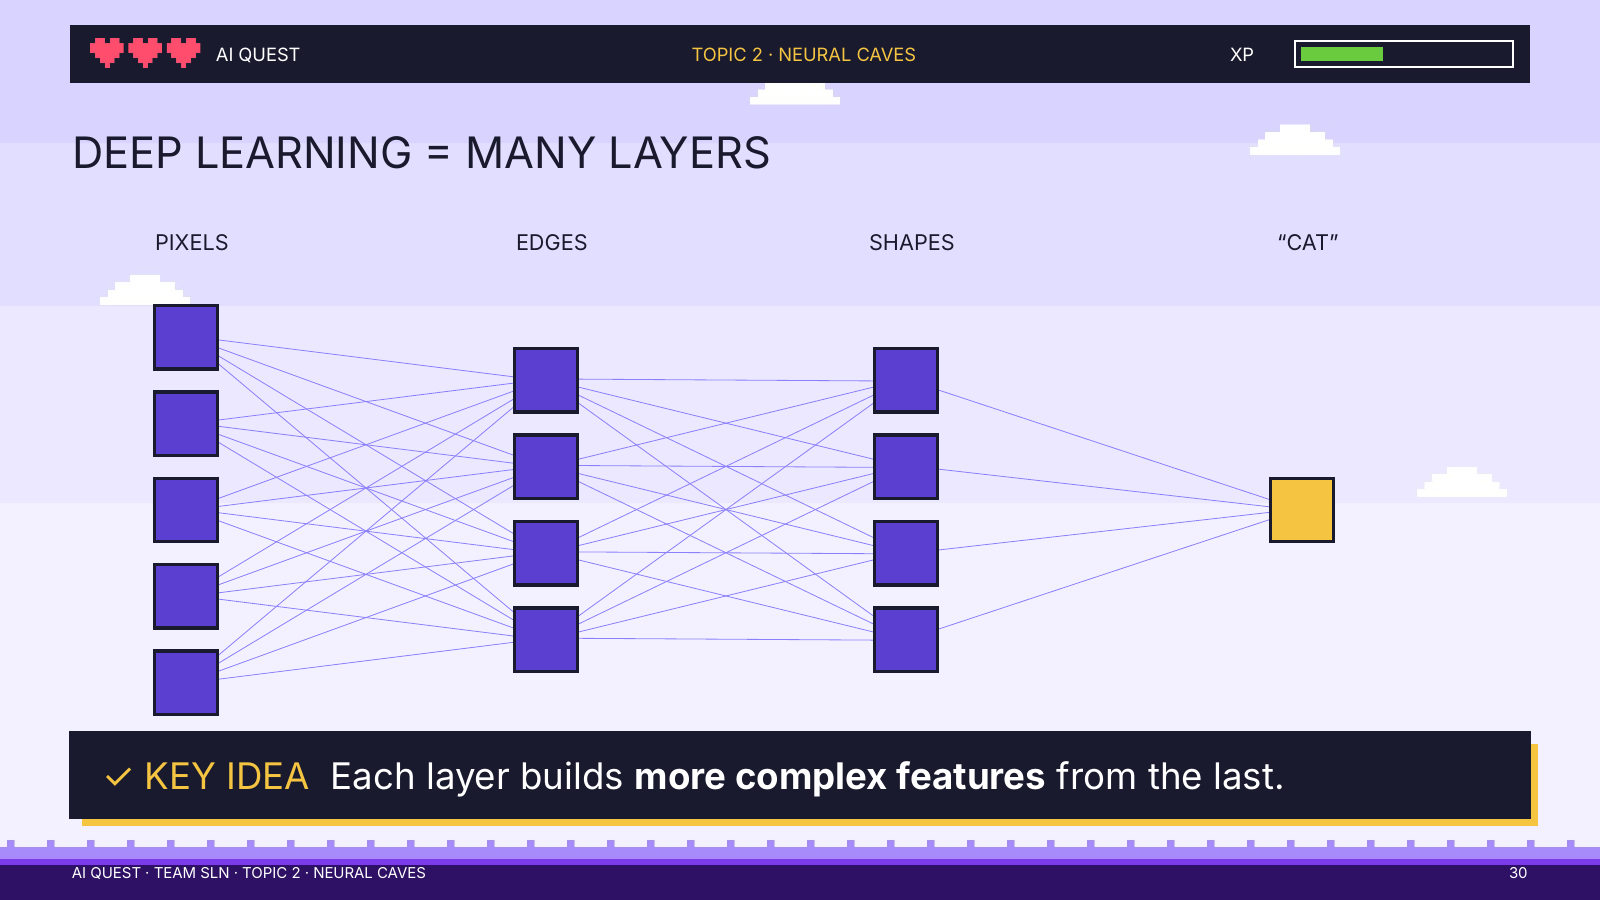 AI QUEST
TOPIC 2 · NEURAL CAVES
XP
DEEP LEARNING = MANY LAYERS
PIXELS
EDGES
SHAPES
“CAT”
✓ KEY IDEA Each layer builds more complex features from the last.
AI QUEST · TEAM SLN · TOPIC 2 · NEURAL CAVES
30